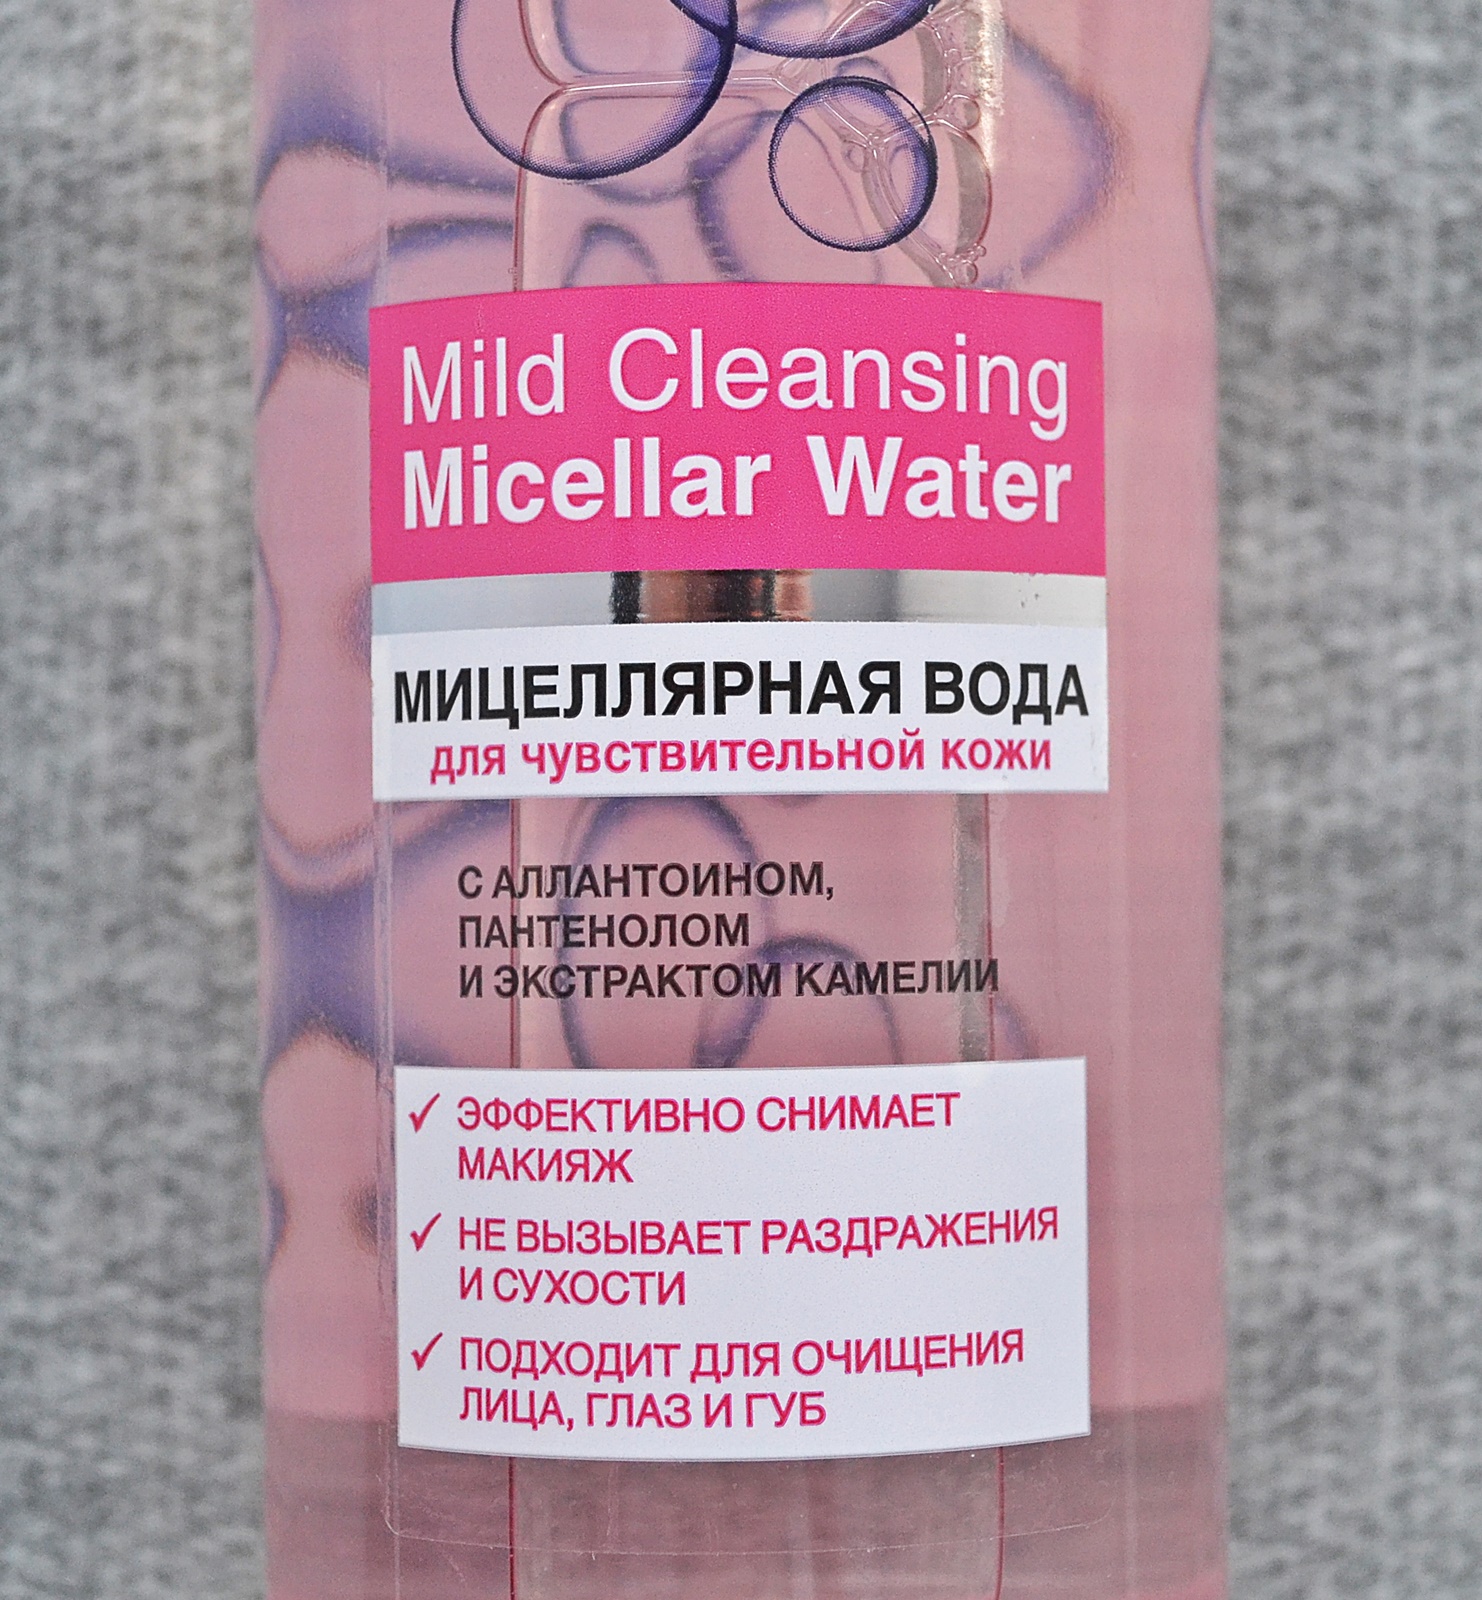 Mild Cleansing
Micellar Water
МИЦЕЛЛЯРНАЯ ВОДА
для чувствительной кожи
С АЛЛАНТОИНОМ,
ПАНТЕНОЛОМ
И ЭКСТРАКТОМ КАМЕЛИИ
✓ ЭФФЕКТИВНО СНИМАЕТ
МАКИЯЖ
✓ НЕ ВЫЗЫВАЕТ РАЗДРАЖЕНИЯ
И СУХОСТИ
✓ ПОДХОДИТ ДЛЯ ОЧИЩЕНИЯ
ЛИЦА, ГЛАЗ И ГУБ